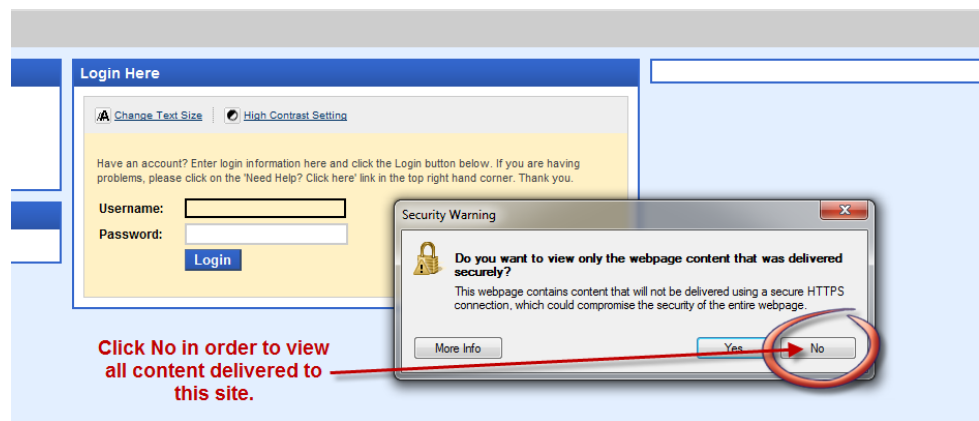 Login Here
Change Text Size
High Contrast Setting
Have an account? Enter login information here and click the Login button below. If you are having
problems, please click on the 'Need Help? Click here' link in the top right hand corner. Thank you.
Username:
Password:
Login
Security Warning
Do you want to view only the webpage content that was delivered
securely?
This webpage contains content that will not be delivered using a secure HTTPS
connection, which could compromise the security of the entire webpage.
More Info
Yes
No
Click No in order to view
all content delivered to
this site.